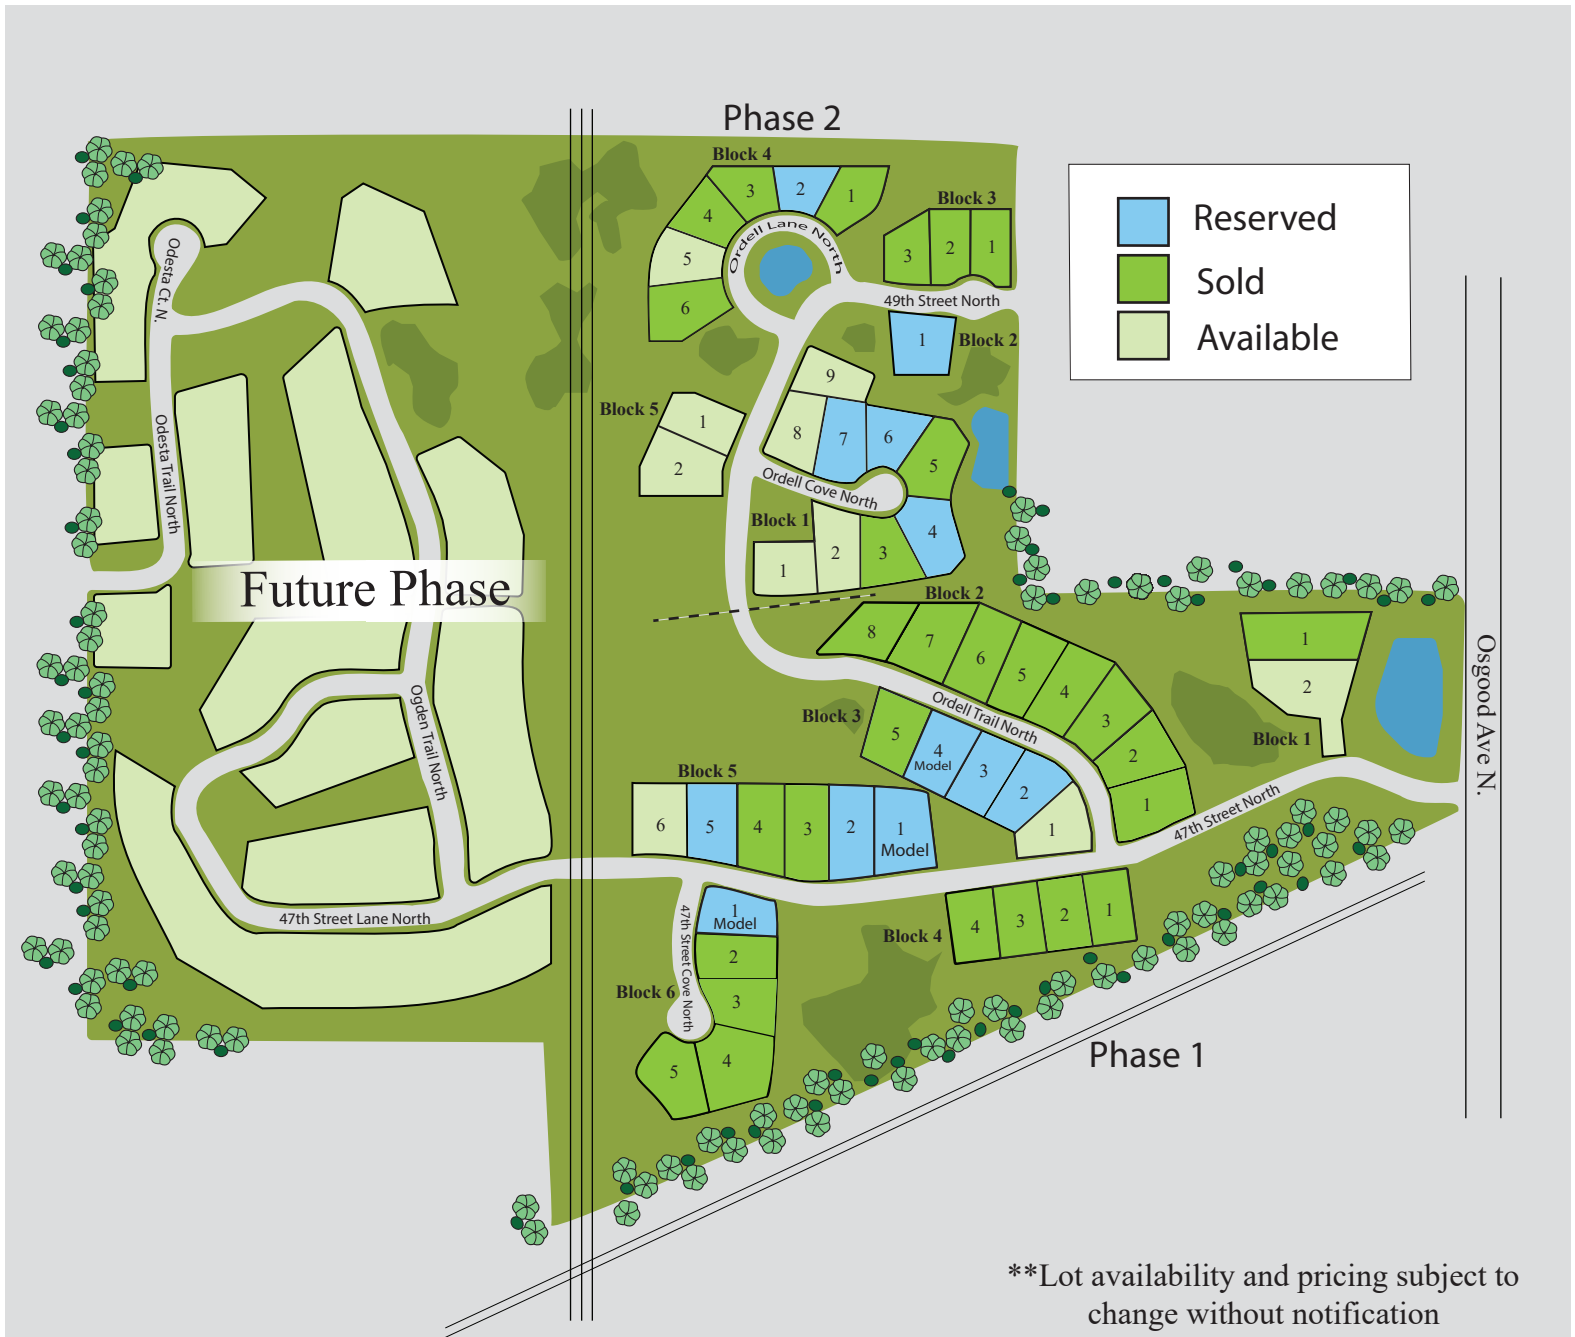 Phase 2
Block 4
3
2
1
4
5
6
Ordell Lane North
Block 3
3
2
1
49th Street North
1
Block 2
Reserved
Sold
Available
Odesta Ct. N.
Odesta Trail North
Future Phase
Ogden Trail North
47th Street Lane North
Block 5
1
2
9
8
7
6
5
Ordell Cove North
4
Block 1
1
2
3
Block 2
8
7
6
5
4
3
2
1
Ordell Trail North
Block 3
5
4
Model
3
2
1
1
2
Block 1
Osgood Ave N.
47th Street North
Block 5
6
5
4
3
2
1
Model
1
Model
2
3
4
5
Block 6
47th Street Cove North
Block 4
4
3
2
1
Phase 1
**Lot availability and pricing subject to
change without notification